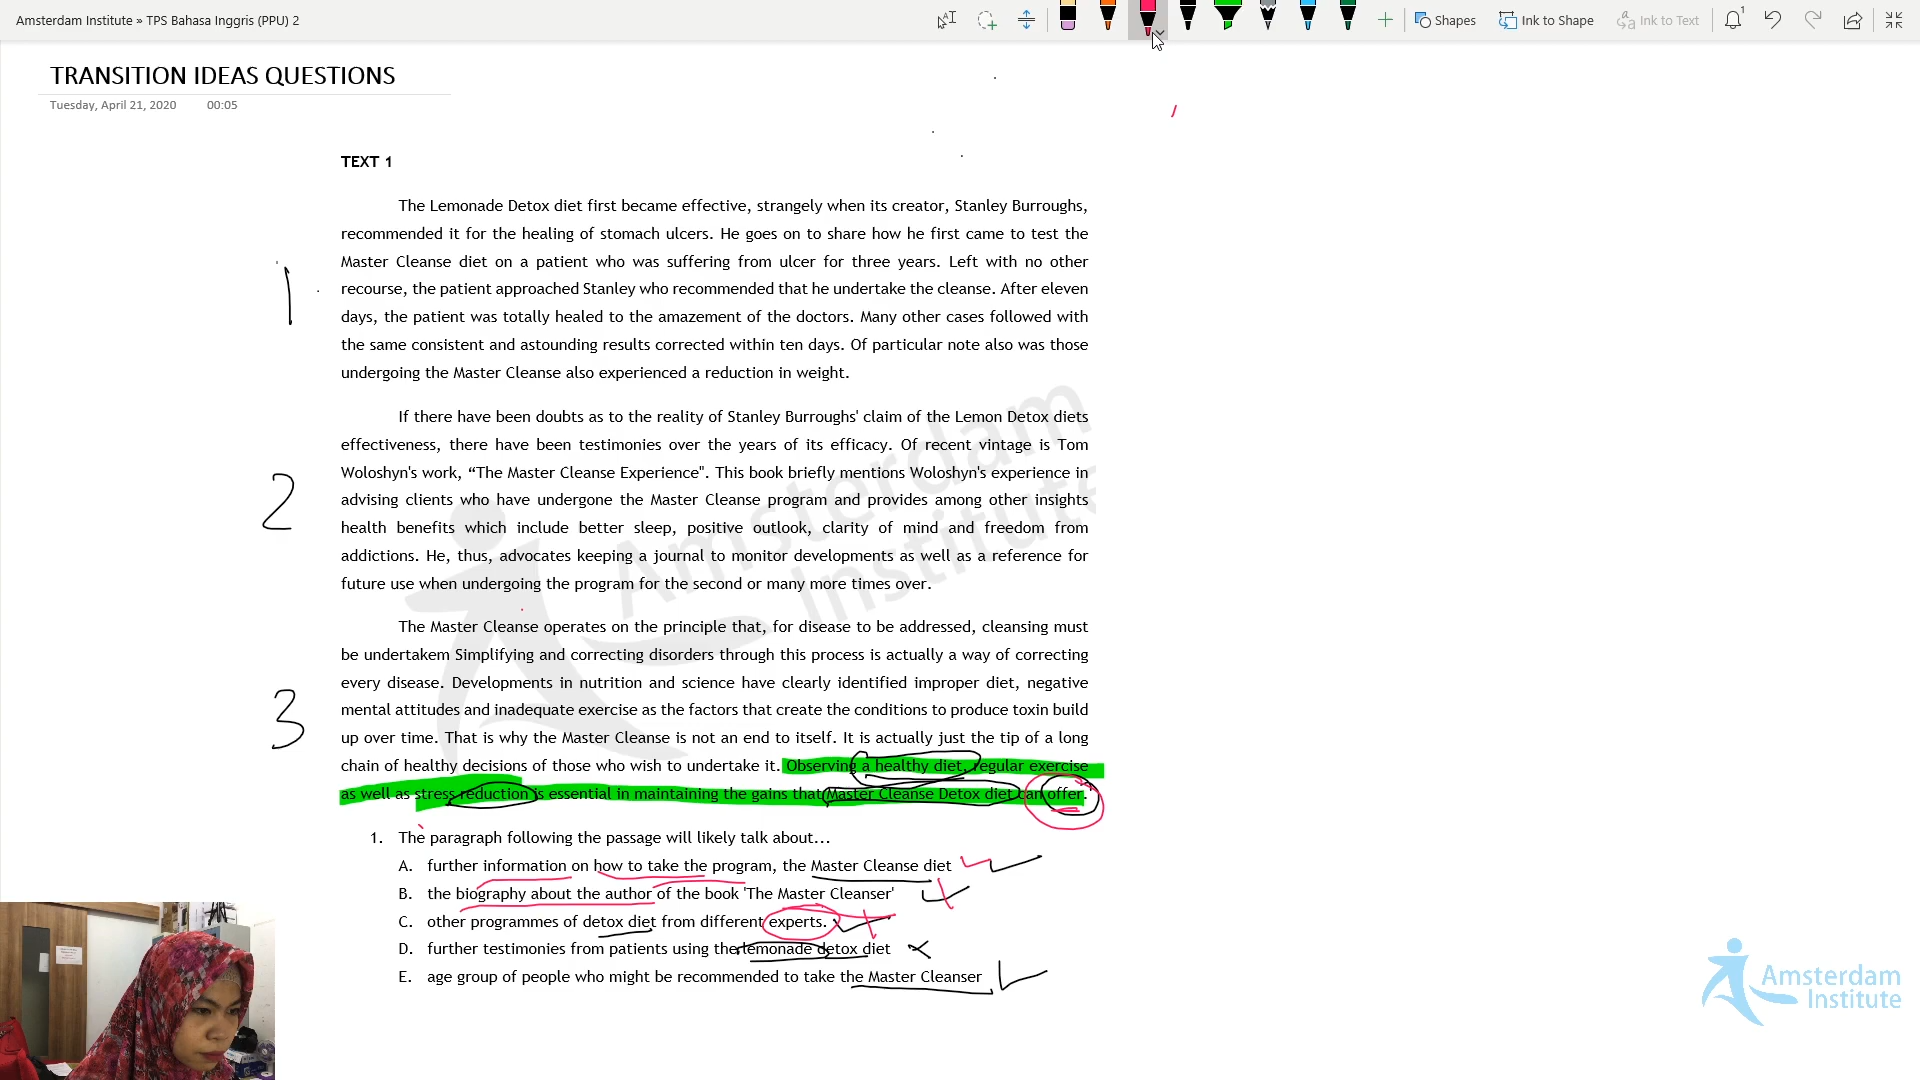 Amsterdam Institute » TPS Bahasa Inggris (PPU) 2
Shapes
Ink to Shape
Ink to Text
1
TRANSITION IDEAS QUESTIONS
Tuesday, April 21, 2020 00:05
TEXT 1
The Lemonade Detox diet first became effective, strangely when its creator, Stanley Burroughs,
recommended it for the healing of stomach ulcers. He goes on to share how he first came to test the
Master Cleanse diet on a patient who was suffering from ulcer for three years. Left with no other
1
recourse, the patient approached Stanley who recommended that he undertake the cleanse. After eleven
days, the patient was totally healed to the amazement of the doctors. Many other cases followed with
the same consistent and astounding results corrected within ten days. Of particular note also was those
undergoing the Master Cleanse also experienced a reduction in weight.
If there have been doubts as to the reality of Stanley Burroughs' claim of the Lemon Detox diets
effectiveness, there have been testimonies over the years of its efficacy. Of recent vintage is Tom
Woloshyn's work, “The Master Cleanse Experience". This book briefly mentions Woloshyn's experience in
2
advising clients who have undergone the Master Cleanse program and provides among other insights
health benefits which include better sleep, positive outlook, clarity of mind and freedom from
addictions. He, thus, advocates keeping a journal to monitor developments as well as a reference for
future use when undergoing the program for the second or many more times over.
Amsterdam
Institute
The Master Cleanse operates on the principle that, for disease to be addressed, cleansing must
be undertakem Simplifying and correcting disorders through this process is actually a way of correcting
every disease. Developments in nutrition and science have clearly identified improper diet, negative
3
mental attitudes and inadequate exercise as the factors that create the conditions to produce toxin build
up over time. That is why the Master Cleanse is not an end to itself. It is actually just the tip of a long
chain of healthy decisions of those who wish to undertake it. Observing a healthy diet, regular exercise
as well as stress reduction is essential in maintaining the gains that Master Cleanse Detox diet can offer.
1. The paragraph following the passage will likely talk about...
A. further information on how to take the program, the Master Cleanse diet
B. the biography about the author of the book 'The Master Cleanser'
C. other programmes of detox diet from different experts.
D. further testimonies from patients using the lemonade detox diet
E. age group of people who might be recommended to take the Master Cleanser
Amsterdam
Institute